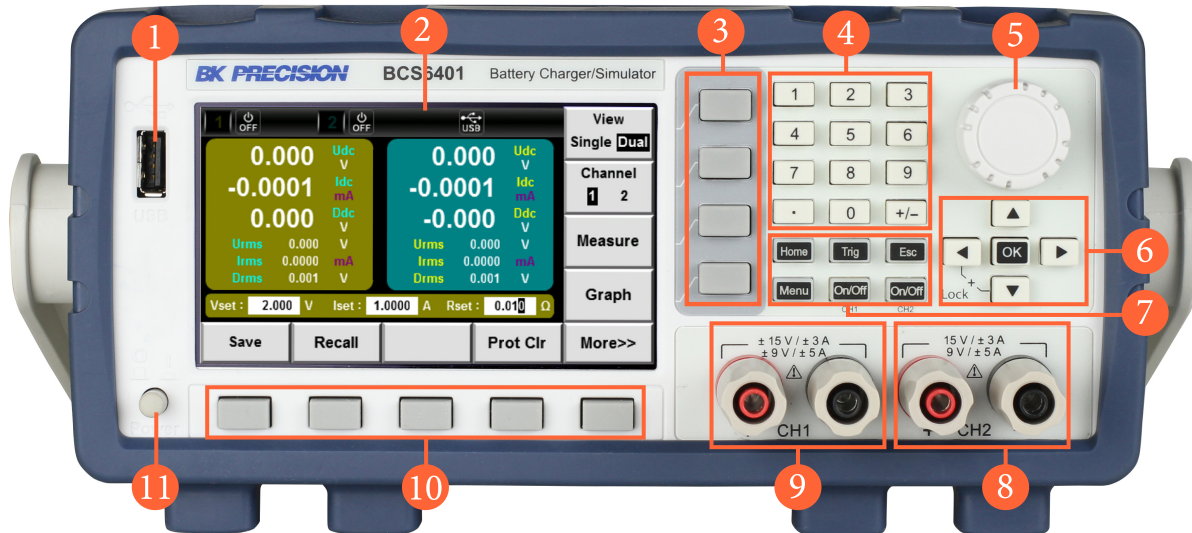 1
2
3
4
5
BK PRECISION BCS6401 Battery Charger/Simulator
1 OFF 2 OFF USB
View
Single Dual
0.000 Udc V
0.000 Udc V
Channel
1 2
-0.0001 Idc mA
-0.0001 Idc mA
0.000 Ddc V
-0.000 Ddc V
Measure
Urms 0.000 V
Urms 0.000 V
Irms 0.0000 mA
Irms 0.0000 mA
Drms 0.001 V
Drms 0.001 V
Graph
Vset : 2.000 V Iset : 1.0000 A Rset : 0.010 Ω
Save Recall Prot Clr More>>
USB
Power
1 2 3
4 5 6
7 8 9
· 0 +/−
Home Trig Esc
Menu On/Off On/Off
CH1 CH2
OK
+
Lock
6
7
± 15 V / ± 3 A
± 9 V / ± 5 A
CH1
15 V / ± 3 A
9 V / ± 5 A
+ CH2
11
10
9
8